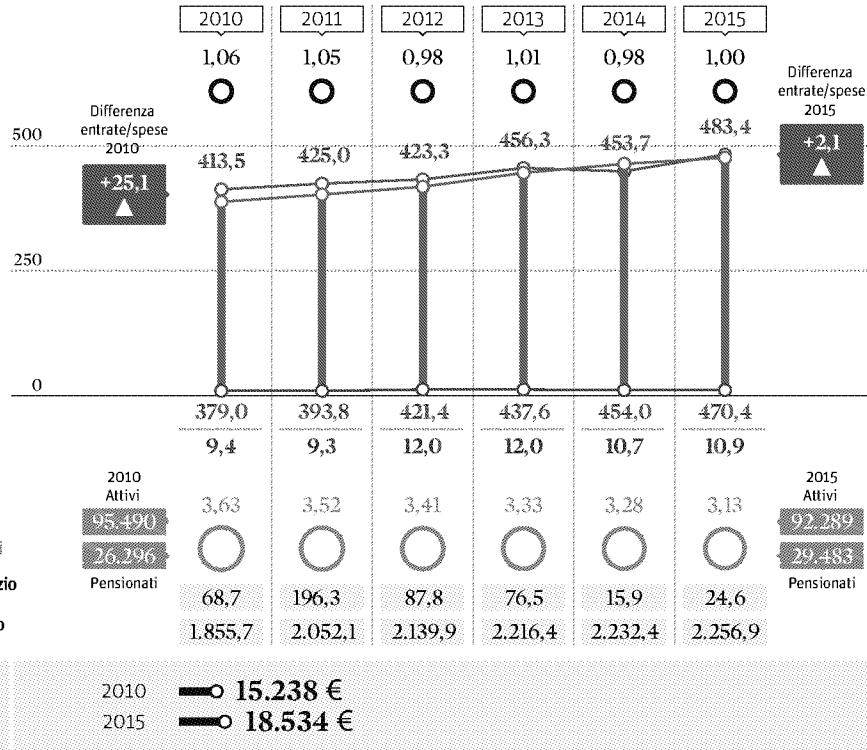 2010 2011 2012 2013 2014 2015
1,06 1,05 0,98 1,01 0,98 1,00
Differenza
entrate/spese
2010
+25,1
Differenza
entrate/spese
2015
+2,1
500
413,5 425,0 423,3 456,3 453,7 483,4
250
0
379,0 393,8 421,4 437,6 454,0 470,4
9,4 9,3 12,0 12,0 10,7 10,9
2010
Attivi
95.490
26.296
Pensionati
3,63 3,52 3,41 3,33 3,28 3,13
2015
Attivi
92.289
29.483
Pensionati
68,7 196,3 87,8 76,5 15,9 24,6
1.855,7 2.052,1 2.139,9 2.216,4 2.232,4 2.256,9
2010 15.238 €
2015 18.534 €